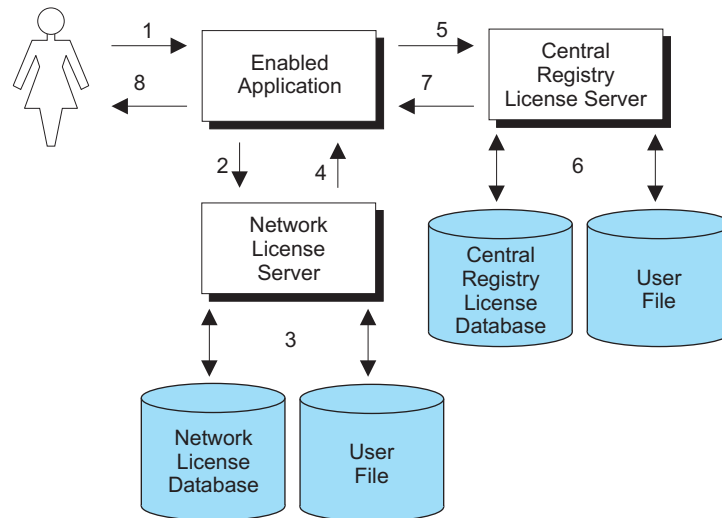 1
Enabled
Application
5
Central
Registry
License Server
8
7
2
4
6
Network
License
Server
Central
Registry
License
Database
User
File
3
Network
License
Database
User
File